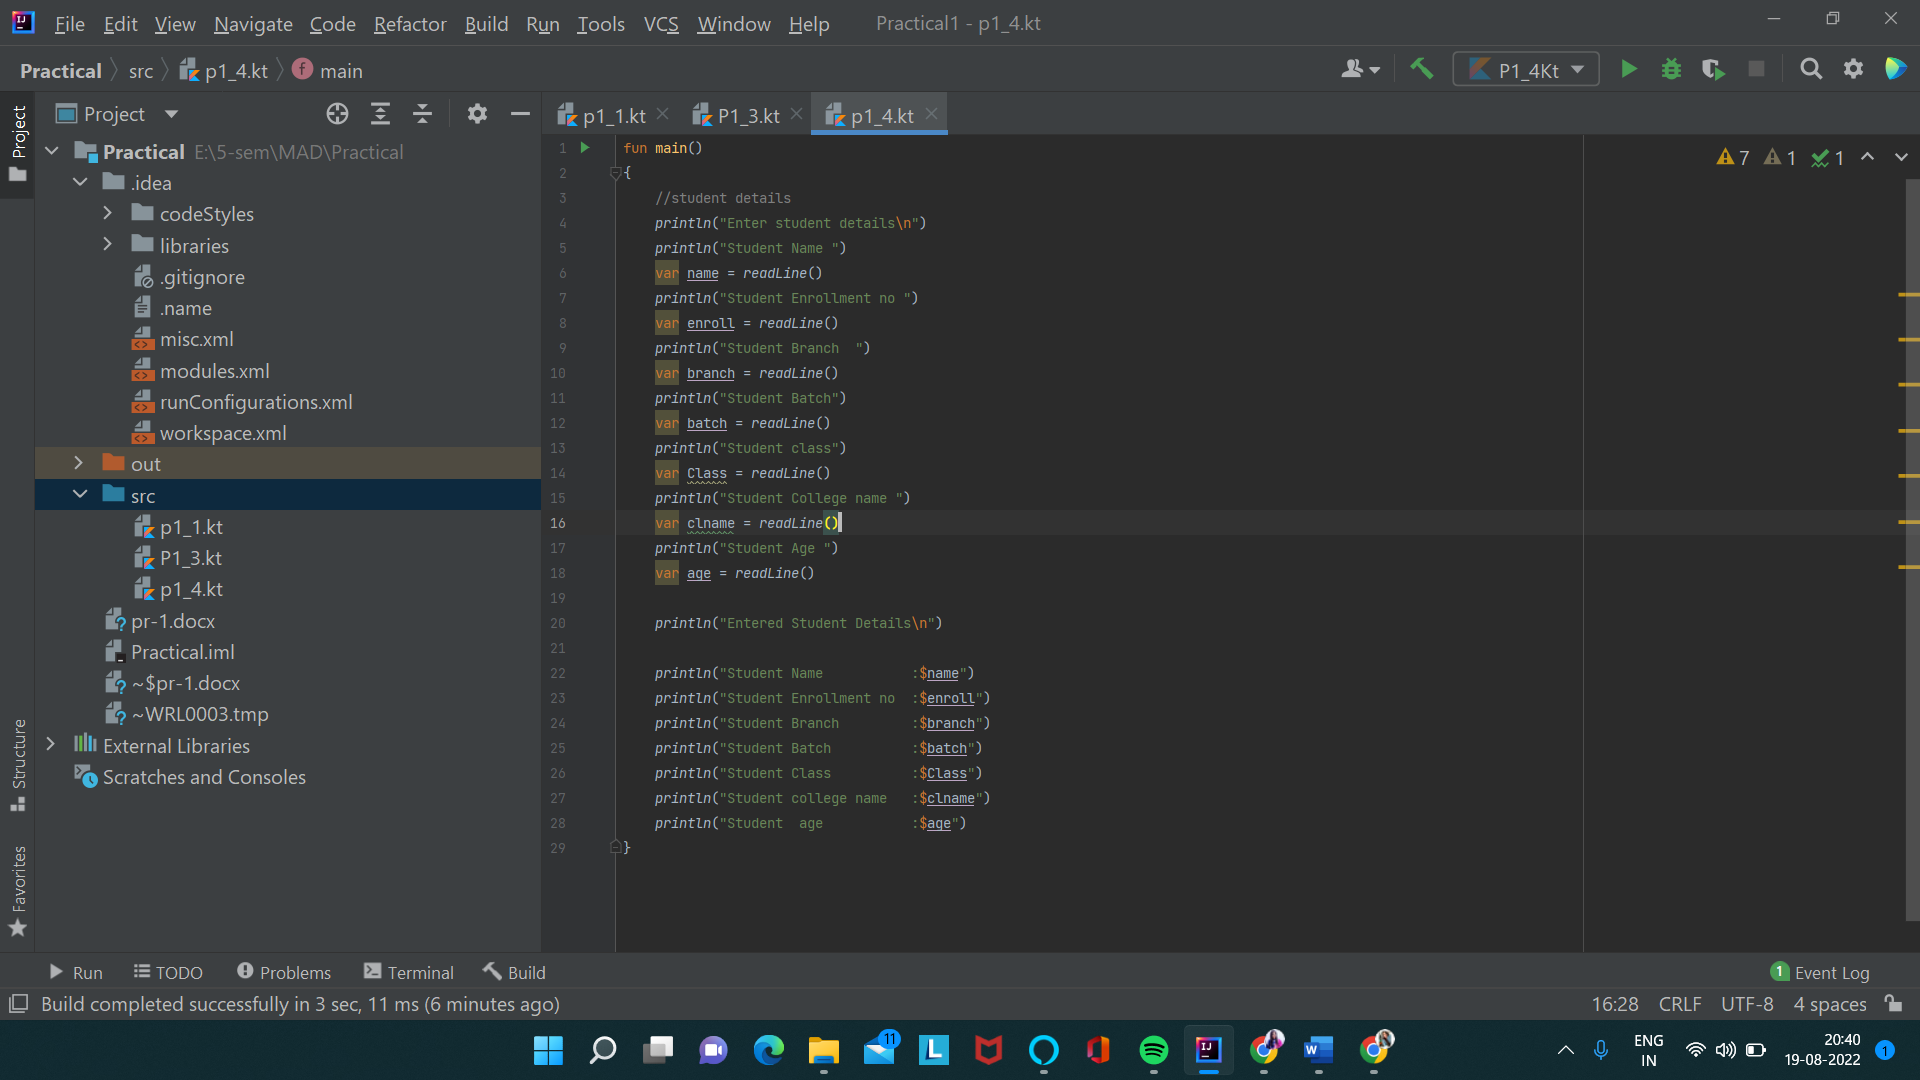 File Edit View Navigate Code Refactor Build Run Tools VCS Window Help Practical1 - p1_4.kt
Practical src p1_4.kt main P1_4Kt
Project
Project
p1_1.kt P1_3.kt p1_4.kt
Practical E:\5-sem\MAD\Practical
.idea
codeStyles
libraries
.gitignore
.name
misc.xml
modules.xml
runConfigurations.xml
workspace.xml
out
src
p1_1.kt
P1_3.kt
p1_4.kt
pr-1.docx
Practical.iml
~$pr-1.docx
~WRL0003.tmp
External Libraries
Scratches and Consoles
Structure
Favorites
7 1 1
1 fun main()
2 {
3 //student details
4 println("Enter student details\n")
5 println("Student Name ")
6 var name = readLine()
7 println("Student Enrollment no ")
8 var enroll = readLine()
9 println("Student Branch  ")
10 var branch = readLine()
11 println("Student Batch")
12 var batch = readLine()
13 println("Student class")
14 var Class = readLine()
15 println("Student College name ")
16 var clname = readLine()
17 println("Student Age ")
18 var age = readLine()
19
20 println("Entered Student Details\n")
21
22 println("Student Name           :$name")
23 println("Student Enrollment no  :$enroll")
24 println("Student Branch         :$branch")
25 println("Student Batch          :$batch")
26 println("Student Class          :$Class")
27 println("Student college name   :$clname")
28 println("Student  age           :$age")
29 }
Run TODO Problems Terminal Build 1 Event Log
Build completed successfully in 3 sec, 11 ms (6 minutes ago) 16:28 CRLF UTF-8 4 spaces
11
ENG
IN
20:40
19-08-2022
1